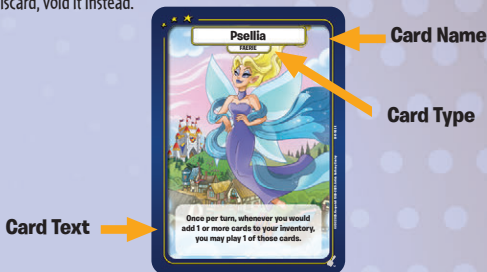 iscard, void it instead.
Psellia
FAERIE
Card Name
Card Type
Card Text
Once per turn, whenever you would
add 1 or more cards to your inventory,
you may play 1 of those cards.